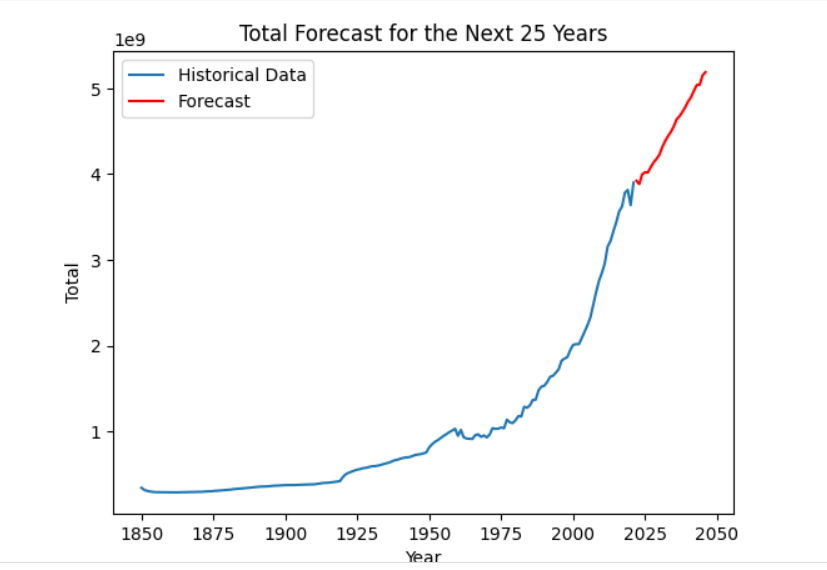 Total Forecast for the Next 25 Years
1e9
Historical Data
Forecast
5
4
3
2
1
Total
1850 1875 1900 1925 1950 1975 2000 2025 2050
Year